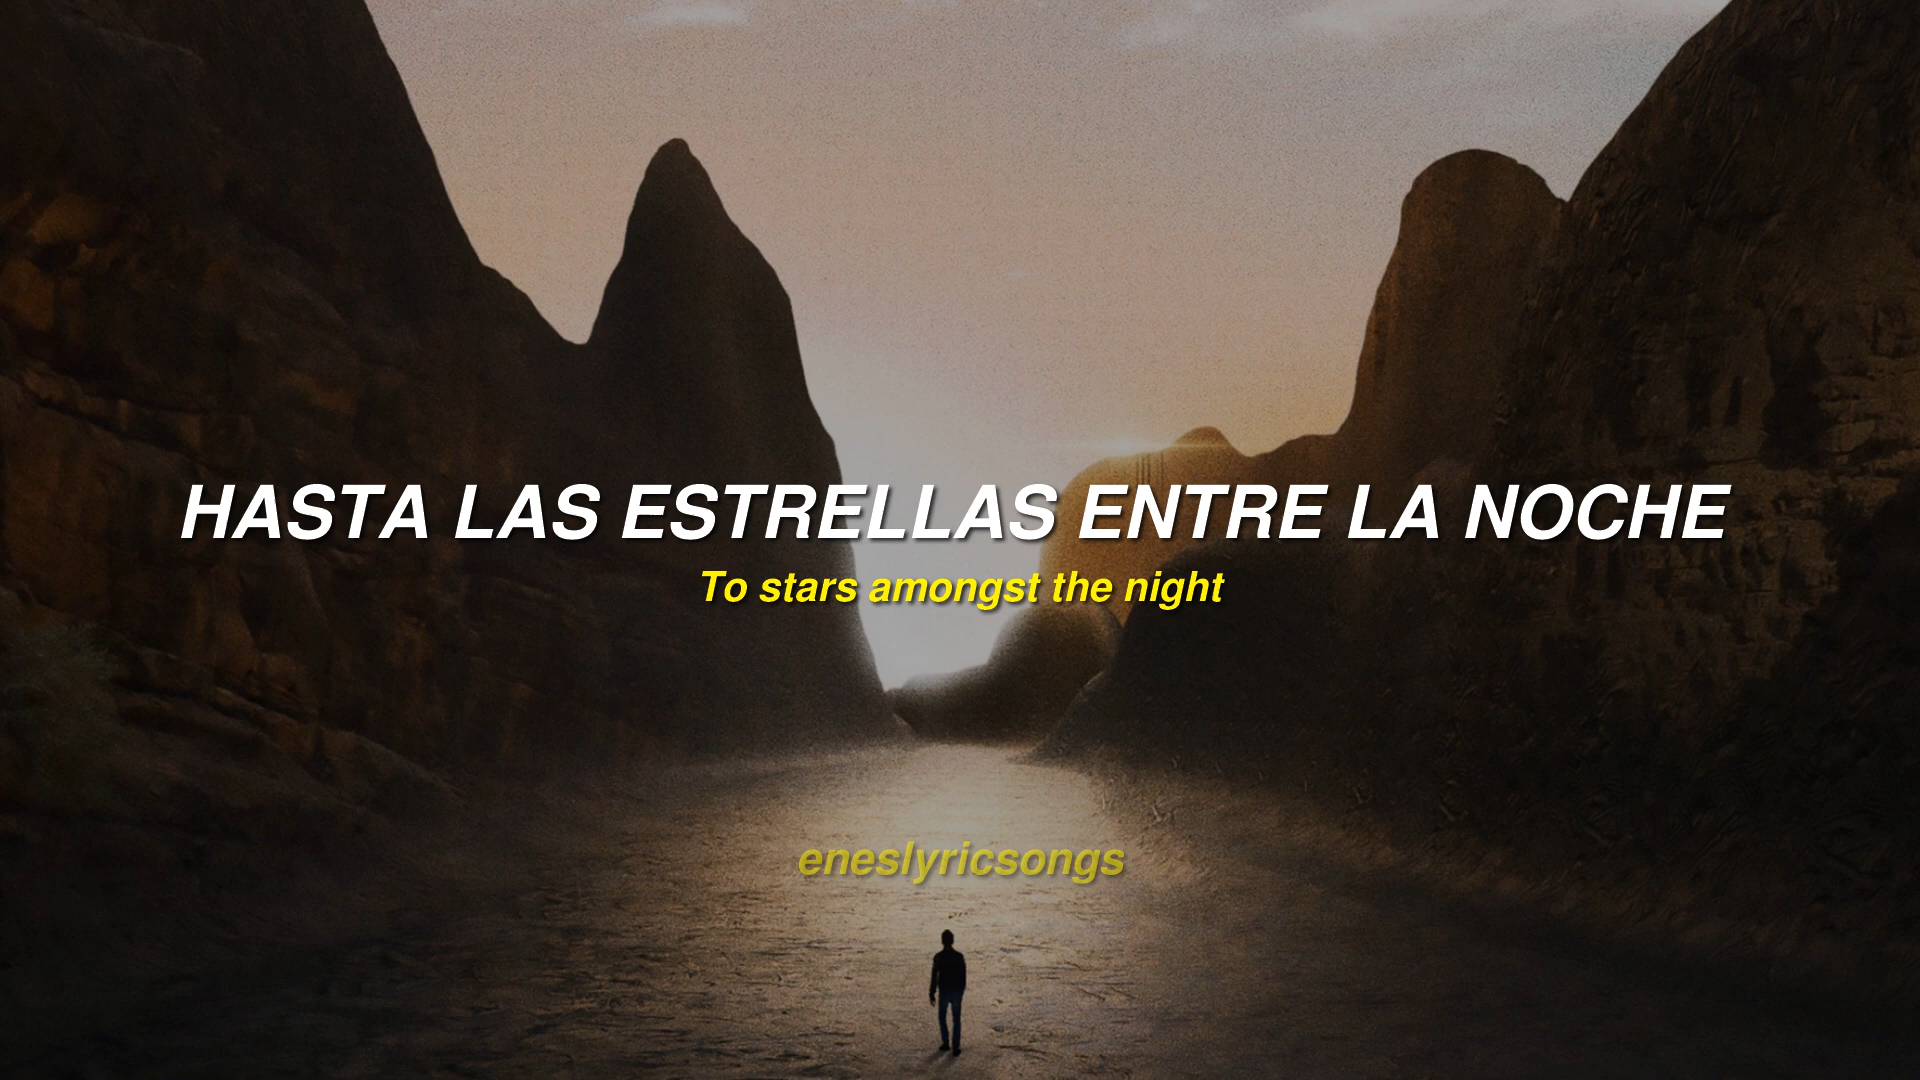 HASTA LAS ESTRELLAS ENTRE LA NOCHE
To stars amongst the night
eneslyricsongs